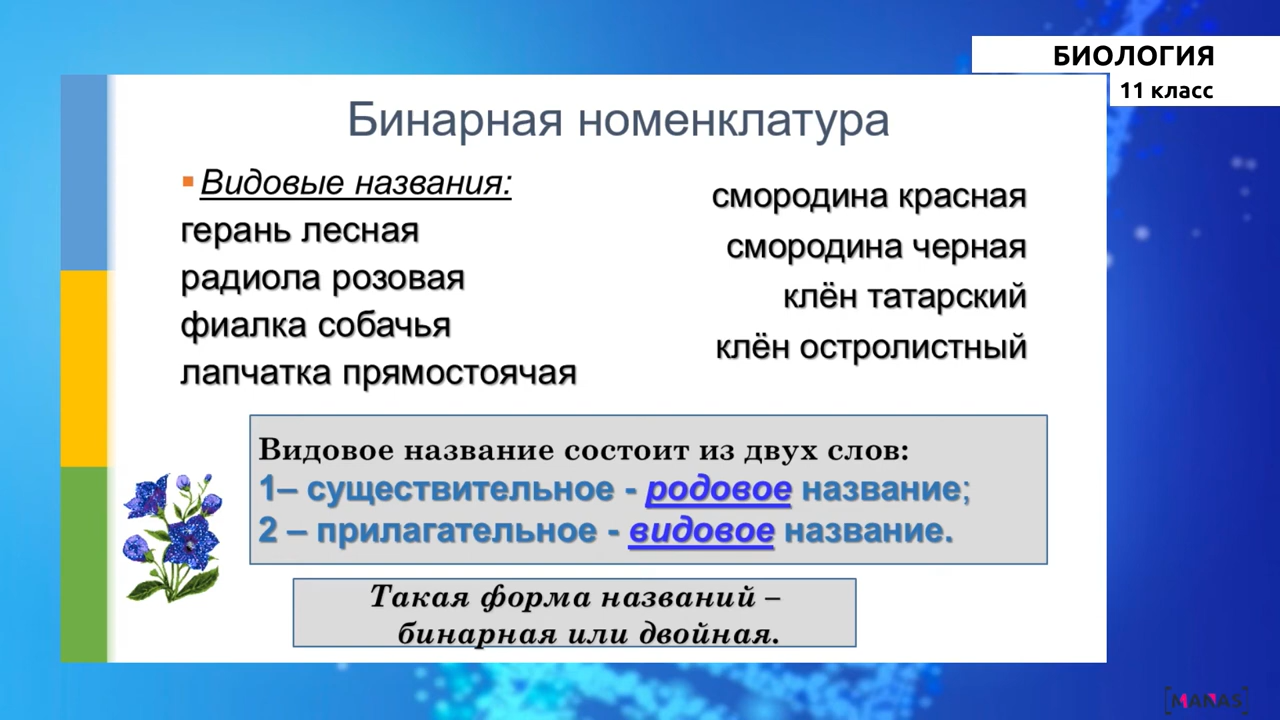 БИОЛОГИЯ
11 класс
Бинарная номенклатура
Видовые названия:
герань лесная
радиола розовая
фиалка собачья
лапчатка прямостоячая
смородина красная
смородина черная
клён татарский
клён остролистный
Видовое название состоит из двух слов:
1– существительное - родовое название;
2 – прилагательное - видовое название.
Такая форма названий –
бинарная или двойная.
[MANAS]